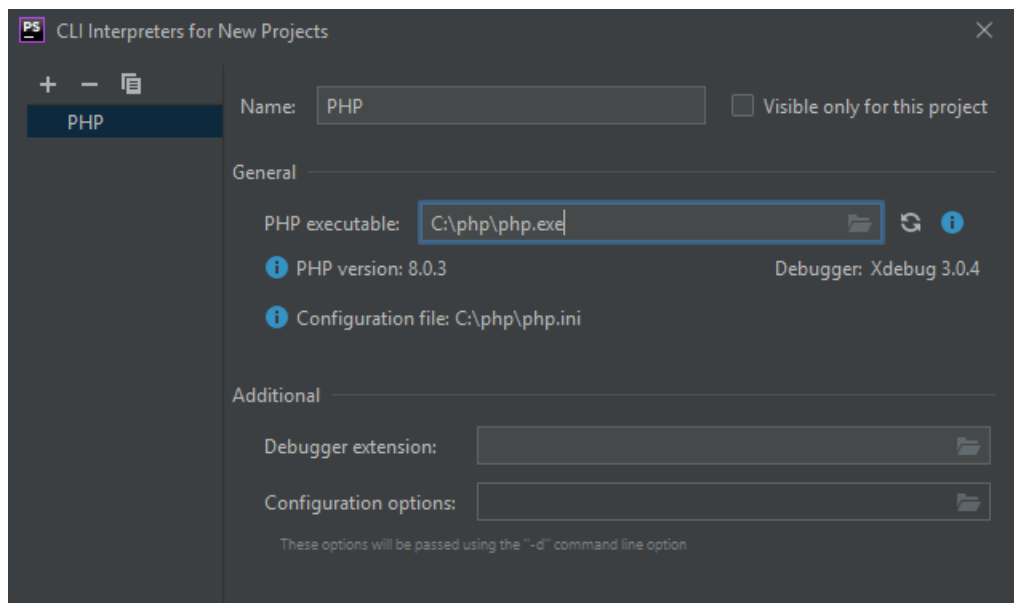 PS
CLI Interpreters for New Projects
PHP
Name: PHP Visible only for this project
General
PHP executable: C:\php\php.exe
PHP version: 8.0.3 Debugger: Xdebug 3.0.4
Configuration file: C:\php\php.ini
Additional
Debugger extension:
Configuration options:
These options will be passed using the "-d" command line option